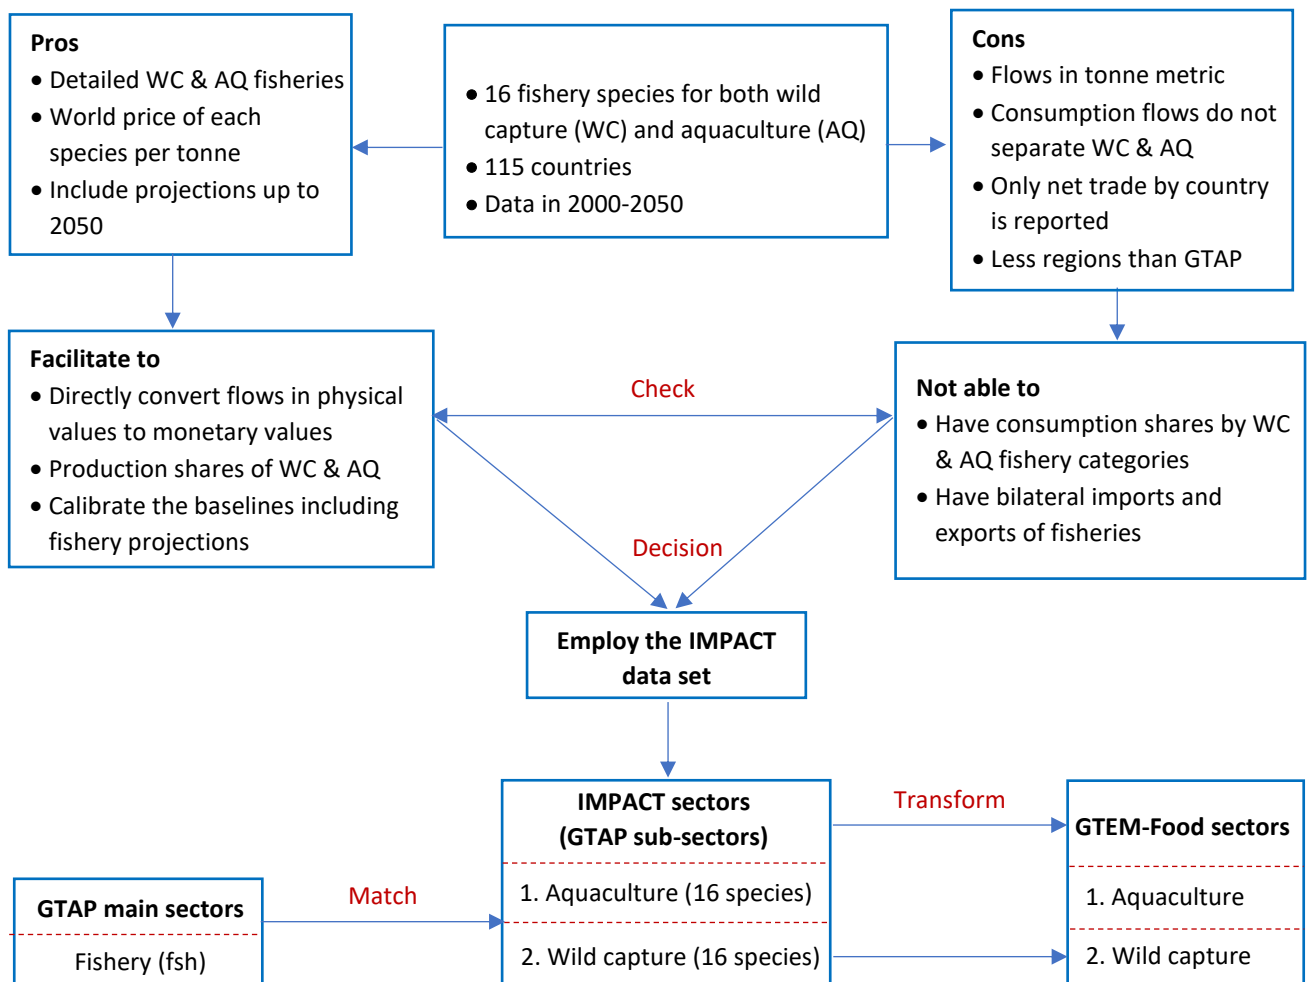 Pros
• Detailed WC & AQ fisheries
• World price of each
species per tonne
• Include projections up to
2050
• 16 fishery species for both wild
capture (WC) and aquaculture (AQ)
• 115 countries
• Data in 2000-2050
Cons
• Flows in tonne metric
• Consumption flows do not
separate WC & AQ
• Only net trade by country
is reported
• Less regions than GTAP
Facilitate to
• Directly convert flows in physical
values to monetary values
• Production shares of WC & AQ
• Calibrate the baselines including
fishery projections
Check
Decision
Not able to
• Have consumption shares by WC
& AQ fishery categories
• Have bilateral imports and
exports of fisheries
Employ the IMPACT
data set
GTAP main sectors
Fishery (fsh)
Match
IMPACT sectors
(GTAP sub-sectors)
1. Aquaculture (16 species)
2. Wild capture (16 species)
Transform
GTEM-Food sectors
1. Aquaculture
2. Wild capture